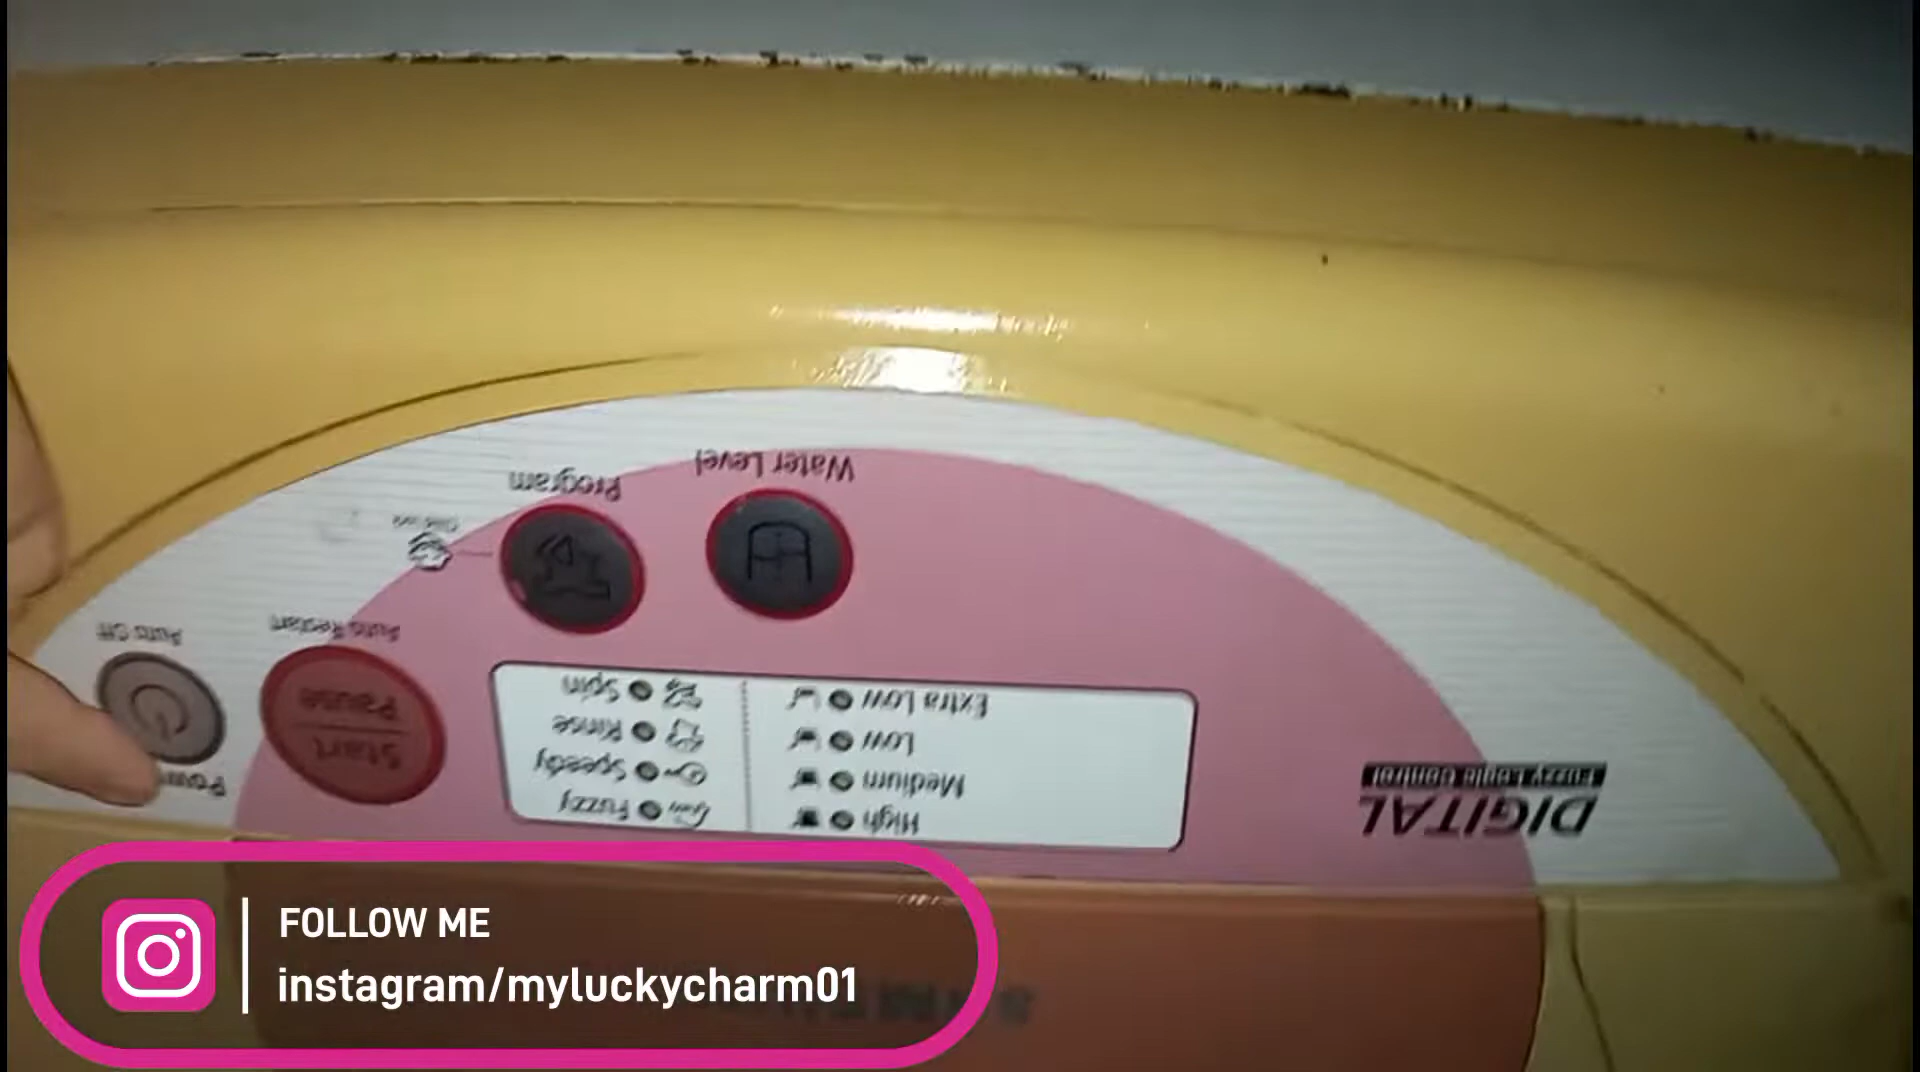 Water Level
Program
Auto Restart
Auto Off
Start
Pause
Power
Fuzzy
Speedy
Rinse
Spin
High
Medium
Low
Extra Low
DIGITAL
Fuzzy Logic Control
FOLLOW ME
instagram/myluckycharm01